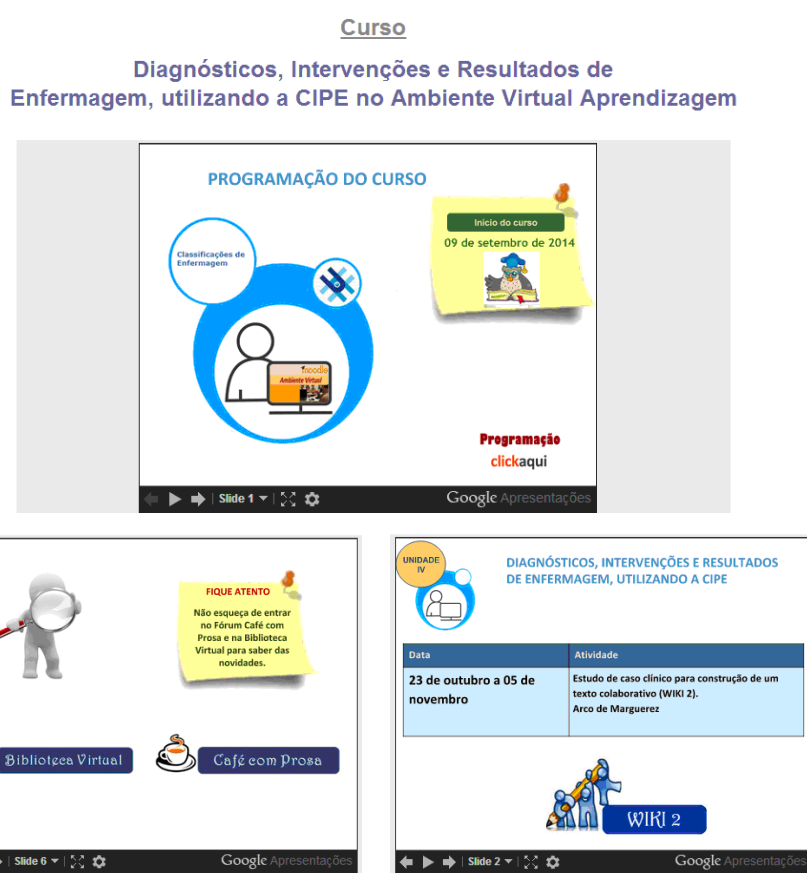 Curso
Diagnósticos, Intervenções e Resultados de
Enfermagem, utilizando a CIPE no Ambiente Virtual Aprendizagem
PROGRAMAÇÃO DO CURSO
Classificações de
Enfermagem
Início do curso
09 de setembro de 2014
moodle
Ambiente Virtual
Programação
clickaqui
Slide 1
Google Apresentações
FIQUE ATENTO
Não esqueça de entrar
no Fórum Café com
Prosa e na Biblioteca
Virtual para saber das
novidades.
Biblioteca Virtual
Café com Prosa
Slide 6
Google Apresentações
UNIDADE
IV
DIAGNÓSTICOS, INTERVENÇÕES E RESULTADOS
DE ENFERMAGEM, UTILIZANDO A CIPE
Data
Atividade
23 de outubro a 05 de
novembro
Estudo de caso clínico para construção de um
texto colaborativo (WIKI 2).
Arco de Marguerez
WIKI 2
Slide 2
Google Apresentações